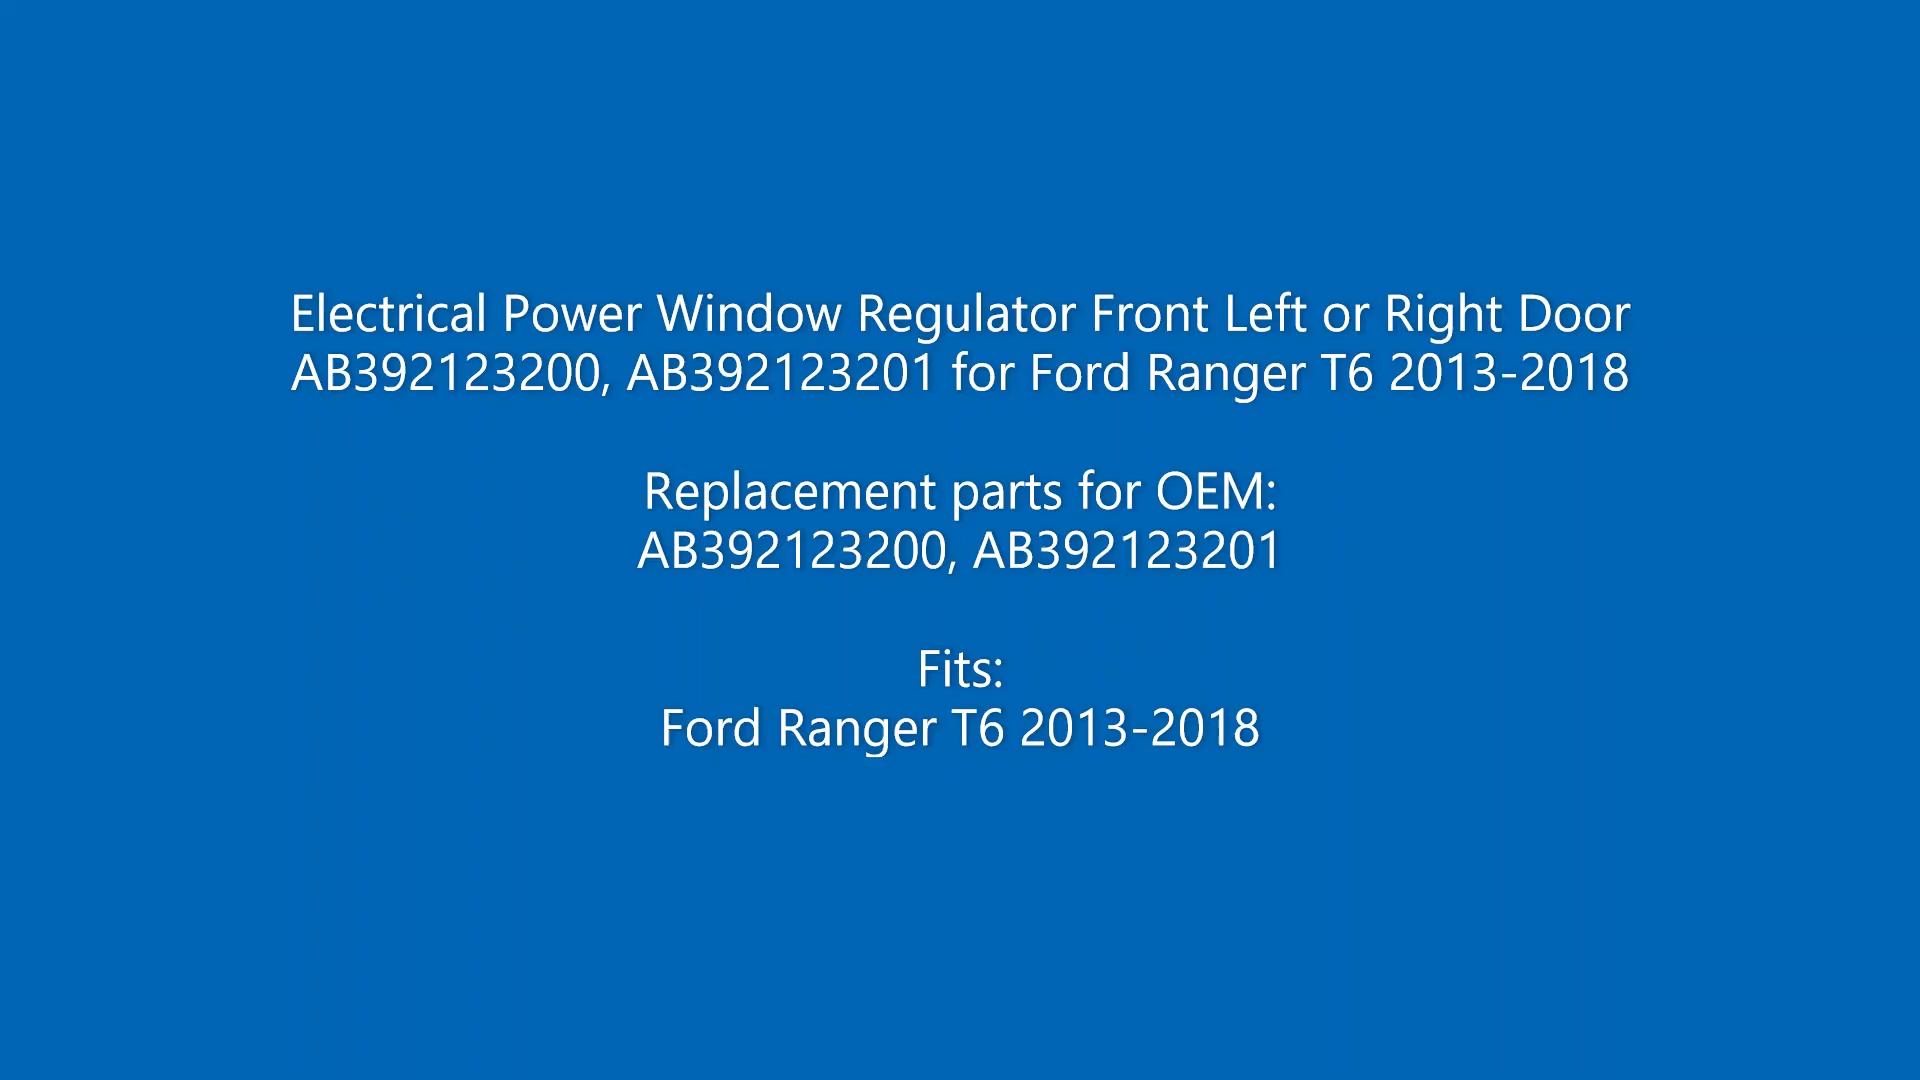 Electrical Power Window Regulator Front Left or Right Door
AB392123200, AB392123201 for Ford Ranger T6 2013-2018
Replacement parts for OEM:
AB392123200, AB392123201
Fits:
Ford Ranger T6 2013-2018